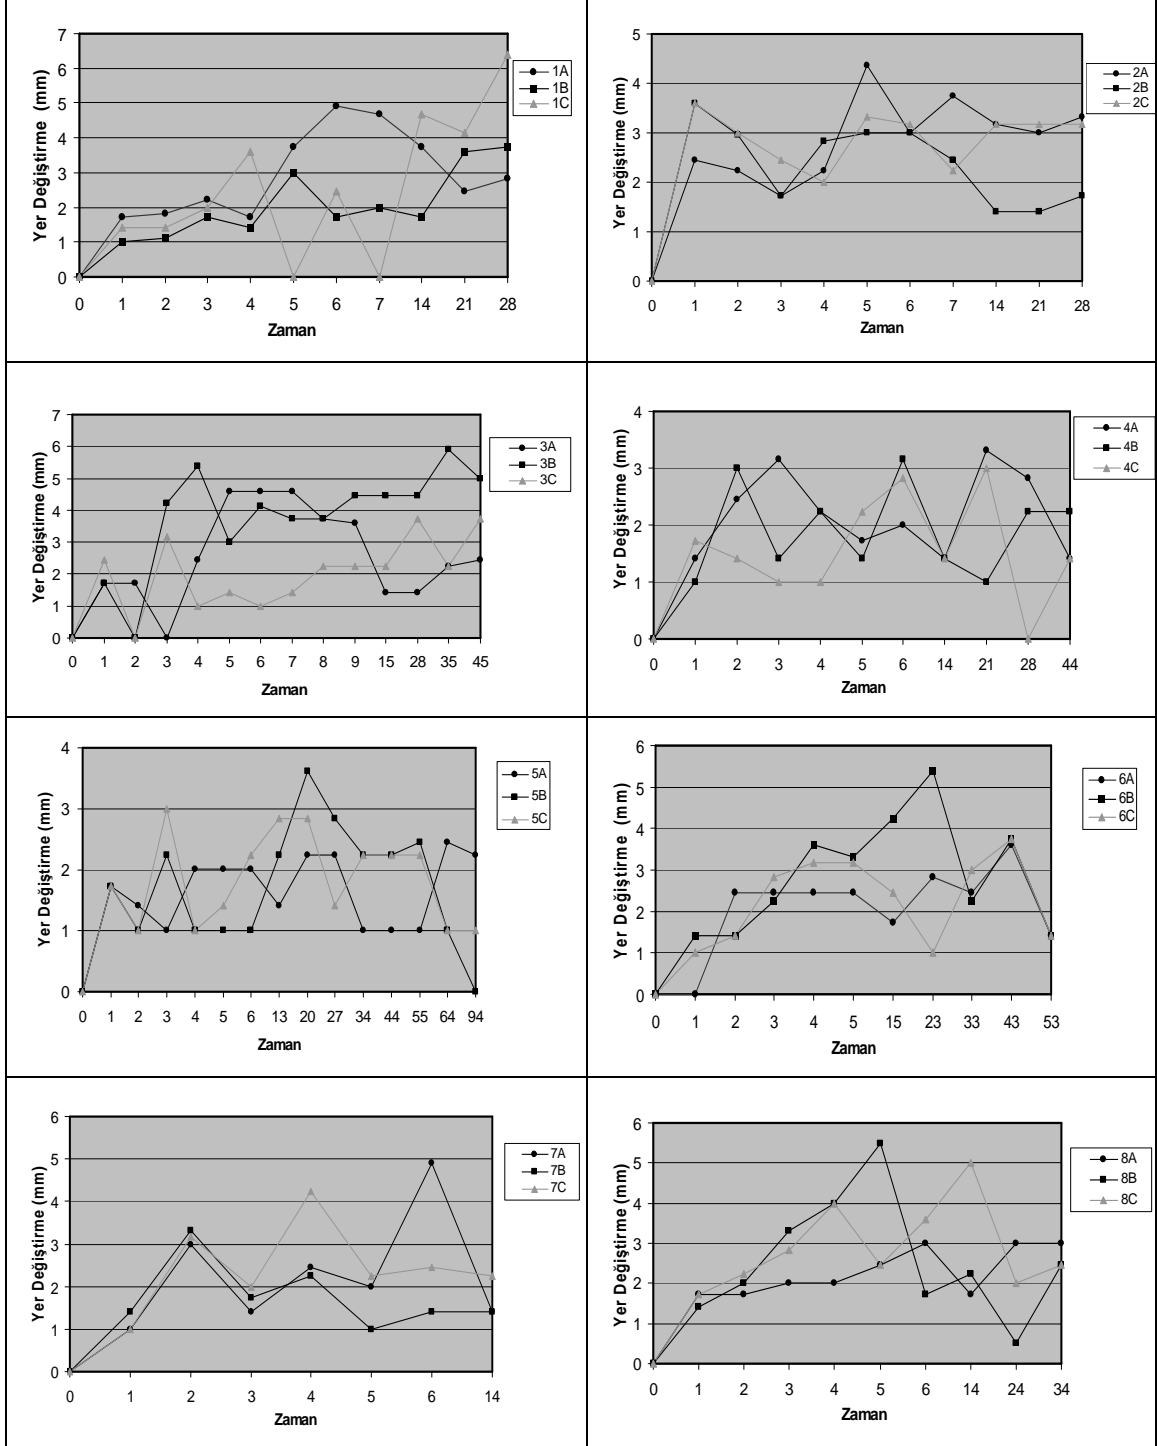 Yer Değiştirme (mm)
7
6
5
4
3
2
1
0
0 1 2 3 4 5 6 7 14 21 28
Zaman
1A
1B
1C
Yer Değiştirme (mm)
5
4
3
2
1
0
0 1 2 3 4 5 6 7 14 21 28
Zaman
2A
2B
2C
Yer Değiştirme (mm)
7
6
5
4
3
2
1
0
0 1 2 3 4 5 6 7 8 9 15 28 35 45
Zaman
3A
3B
3C
Yer Değiştirme (mm)
4
3
2
1
0
0 1 2 3 4 5 6 14 21 28 44
Zaman
4A
4B
4C
Yer Değiştirme (mm)
4
3
2
1
0
0 1 2 3 4 5 6 13 20 27 34 44 55 64 94
Zaman
5A
5B
5C
Yer Değiştirme (mm)
6
5
4
3
2
1
0
0 1 2 3 4 5 15 23 33 43 53
Zaman
6A
6B
6C
Yer Değiştirme (mm)
6
5
4
3
2
1
0
0 1 2 3 4 5 6 14
Zaman
7A
7B
7C
Yer Değiştirme (mm)
6
5
4
3
2
1
0
0 1 2 3 4 5 6 14 24 34
Zaman
8A
8B
8C